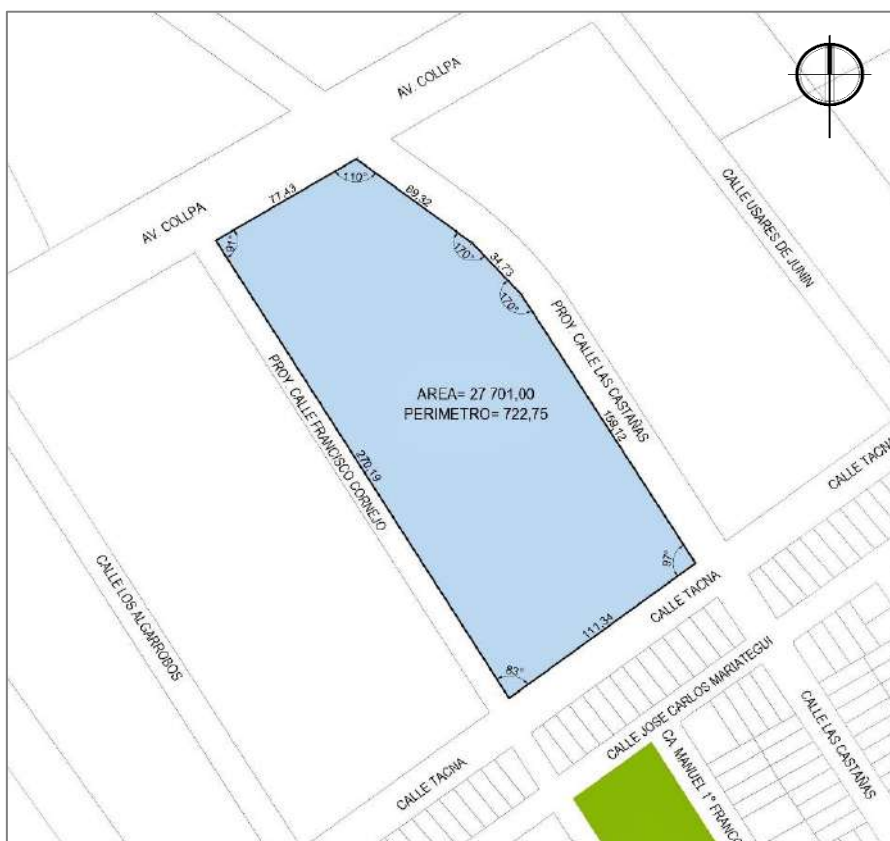 AV. COLLPA
AV. COLLPA
77,43
110°
69,32
91°
170°
34,73
170°
CALLE USARES DE JUNIN
PROY CALLE LAS CASTAÑAS
PROY. CALLE FRANCISCO CORNEJO
AREA= 27 701,00
PERIMETRO= 722,75
159,12
270,19
CALLE TACNA
97°
CALLE LOS ALGARROBOS
CALLE TACNA
111,34
83°
CALLE JOSE CARLOS MARIATEGUI
CALLE LAS CASTAÑAS
CA. MANUEL 1° FRANCO
CALLE TACNA